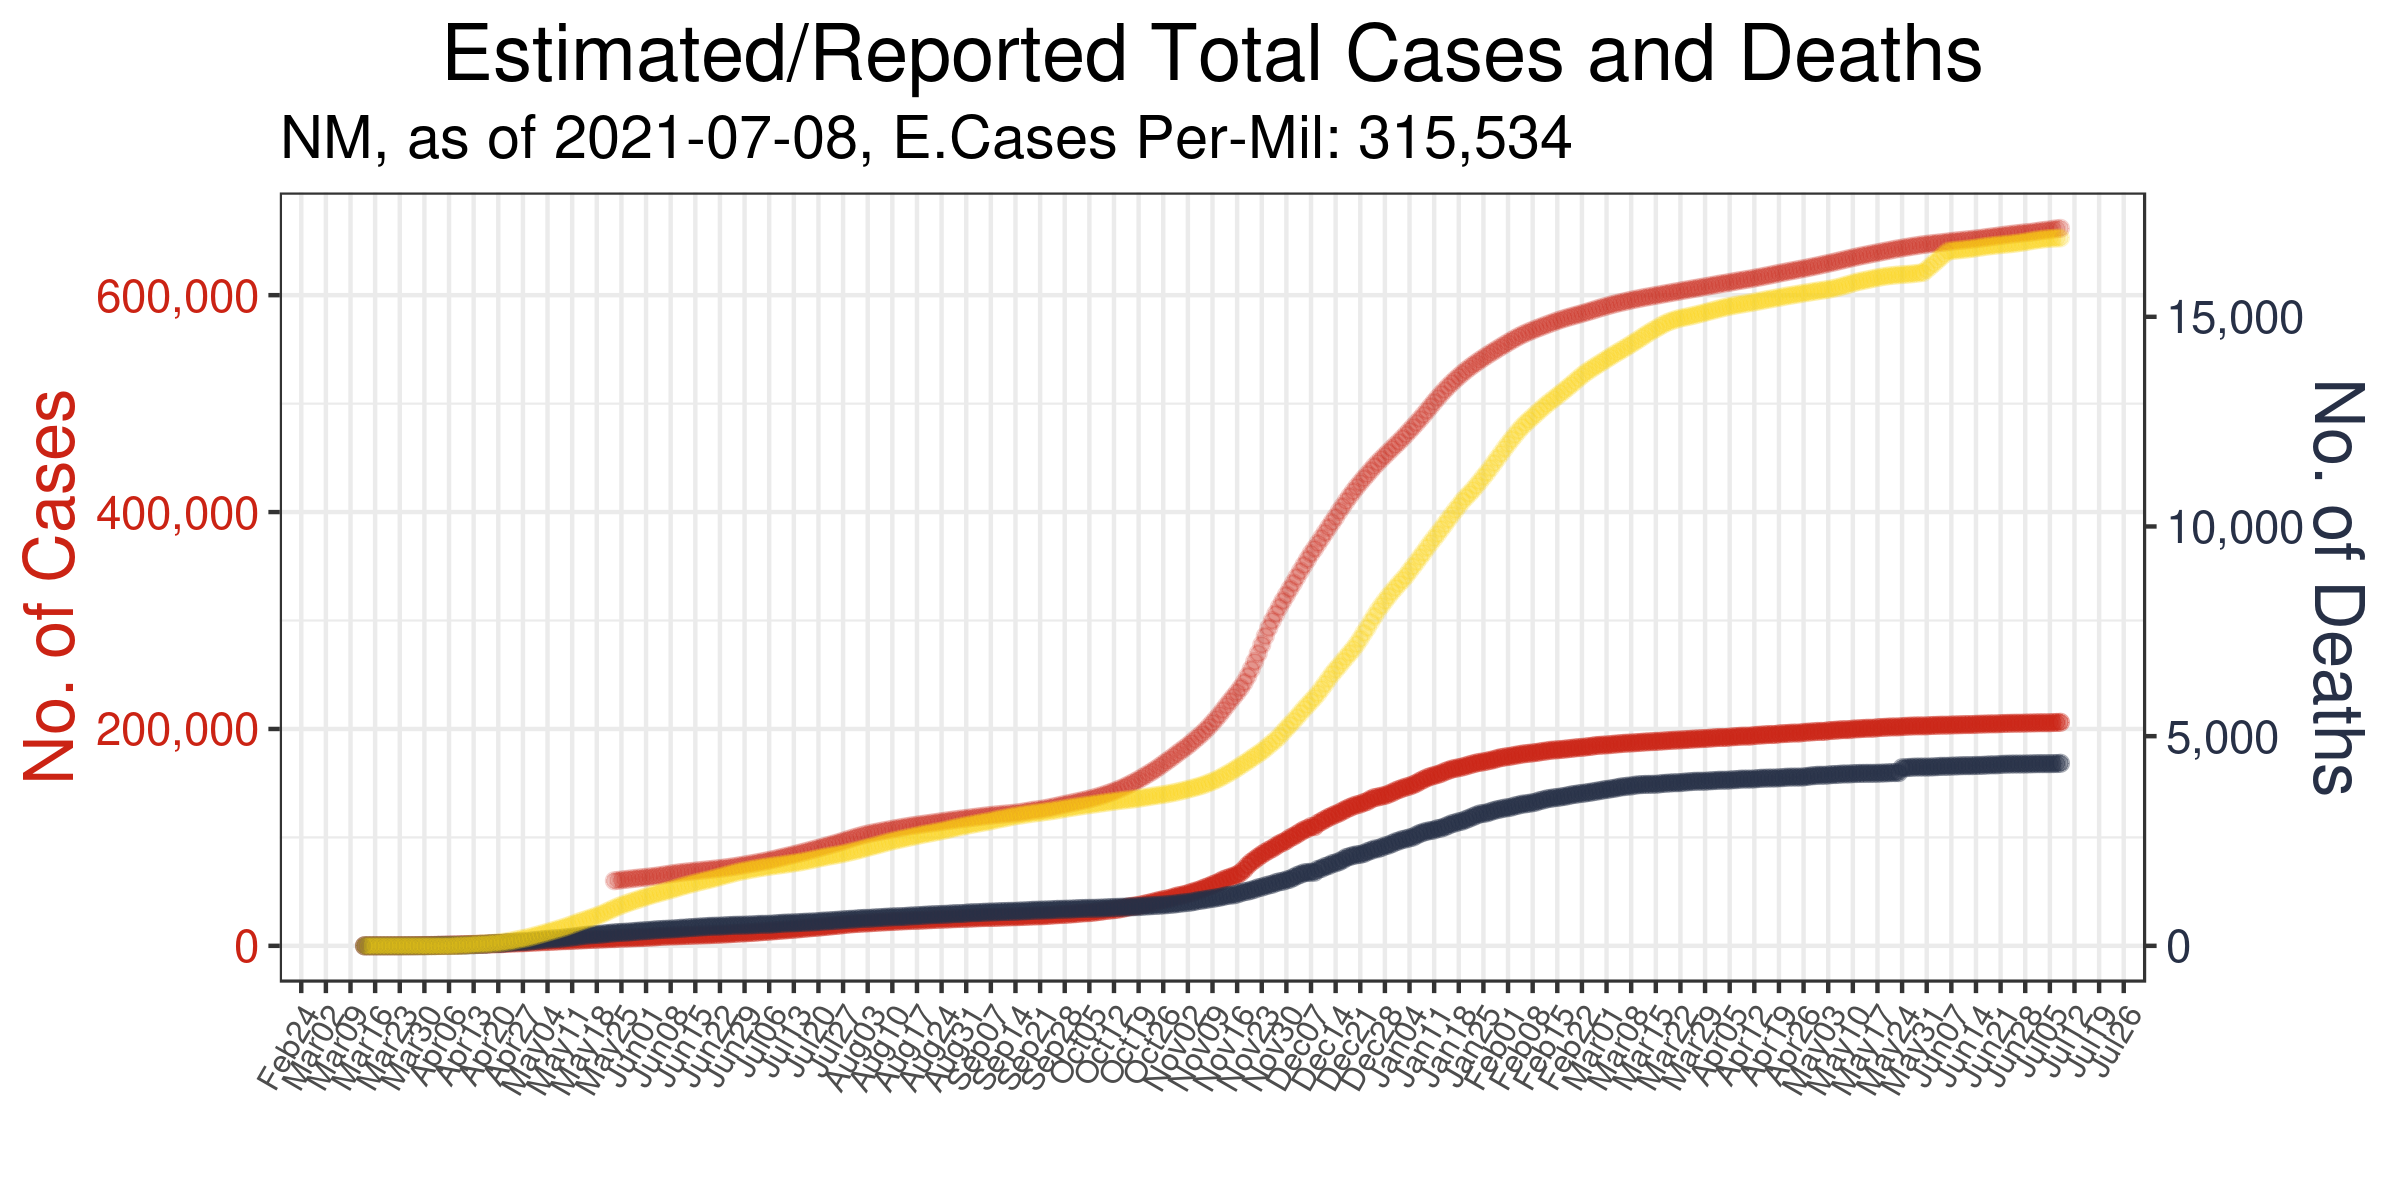 Estimated/Reported Total Cases and Deaths
NM, as of 2021-07-08, E.Cases Per-Mil: 315,534
No. of Cases
600,000
400,000
200,000
0
15,000
10,000
5,000
0
No. of Deaths
Feb24
Mar02
Mar09
Mar16
Mar23
Mar30
Apr06
Apr13
Apr20
Apr27
May04
May11
May18
May25
Jun01
Jun08
Jun15
Jun22
Jun29
Jul06
Jul13
Jul20
Jul27
Aug03
Aug10
Aug17
Aug24
Aug31
Sep07
Sep14
Sep21
Sep28
Oct05
Oct12
Oct19
Oct26
Nov02
Nov09
Nov16
Nov23
Nov30
Dec07
Dec14
Dec21
Dec28
Jan04
Jan11
Jan18
Jan25
Feb01
Feb08
Feb15
Feb22
Mar01
Mar08
Mar15
Mar22
Mar29
Apr05
Apr12
Apr19
Apr26
May03
May10
May17
May24
May31
Jun07
Jun14
Jun21
Jun28
Jul05
Jul12
Jul19
Jul26